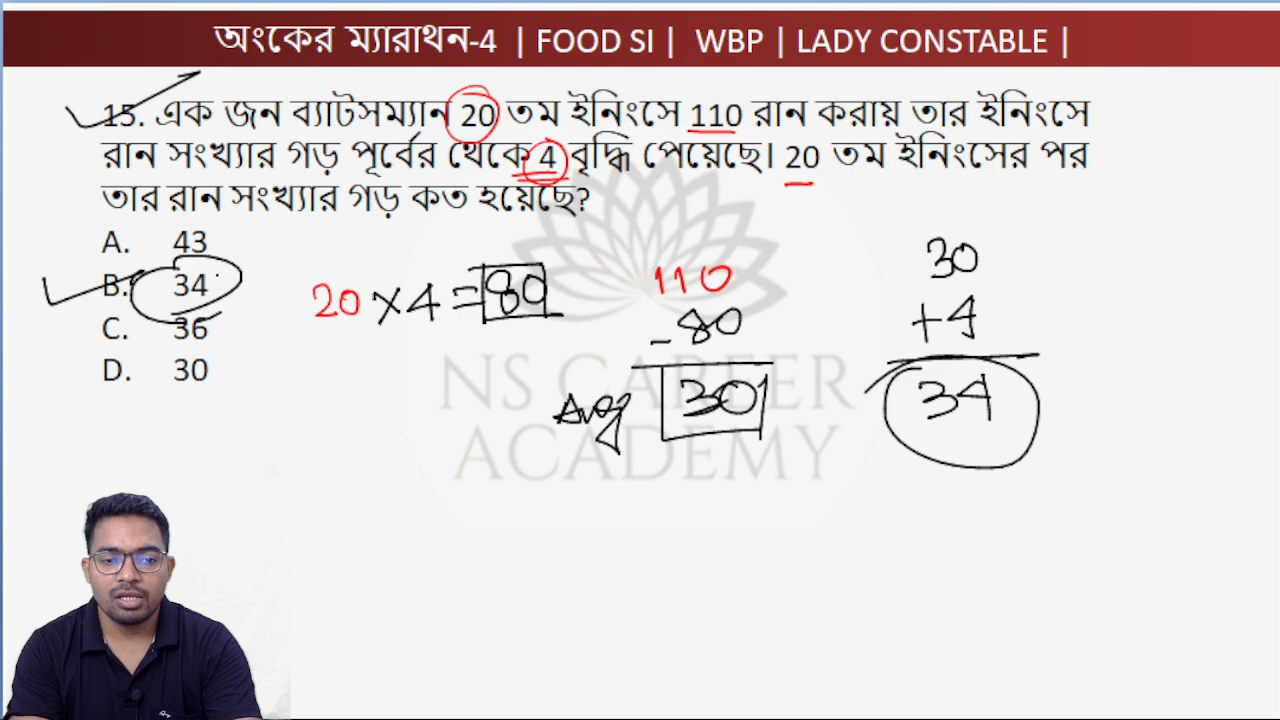 অংকের ম্যারাথন-4 | FOOD SI | WBP | LADY CONSTABLE |
15. এক জন ব্যাটসম্যান 20 তম ইনিংসে 110 রান করায় তার ইনিংসে
রান সংখ্যার গড় পূর্বের থেকে 4 বৃদ্ধি পেয়েছে। 20 তম ইনিংসের পর
তার রান সংখ্যার গড় কত হয়েছে?
A. 43
B. 34
C. 36
D. 30
20 × 4 = 80
110
- 80
Avg 30
30
+4
34
NS CAREER
ACADEMY